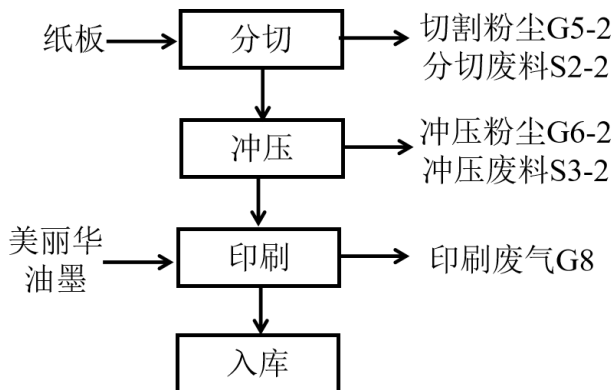 纸板
分切
切割粉尘G5-2
分切废料S2-2
冲压
冲压粉尘G6-2
冲压废料S3-2
美丽华
油墨
印刷
印刷废气G8
入库